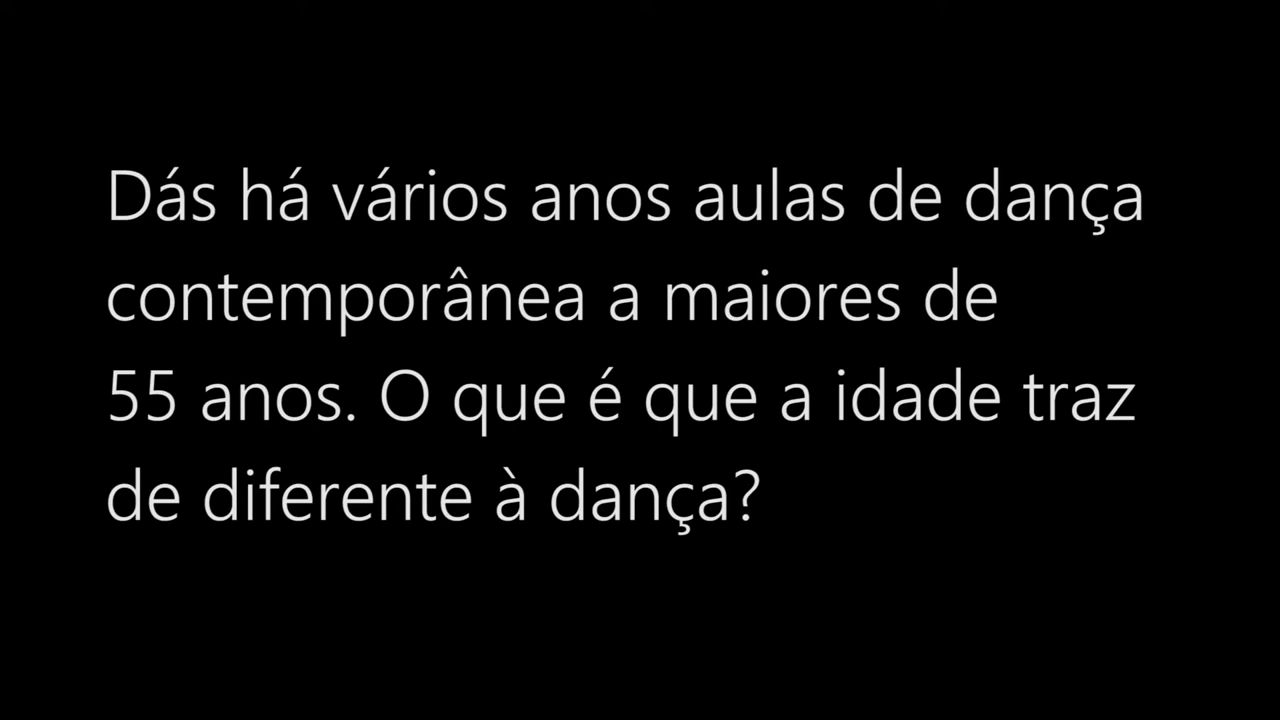 Dás há vários anos aulas de dança
contemporânea a maiores de
55 anos. O que é que a idade traz
de diferente à dança?